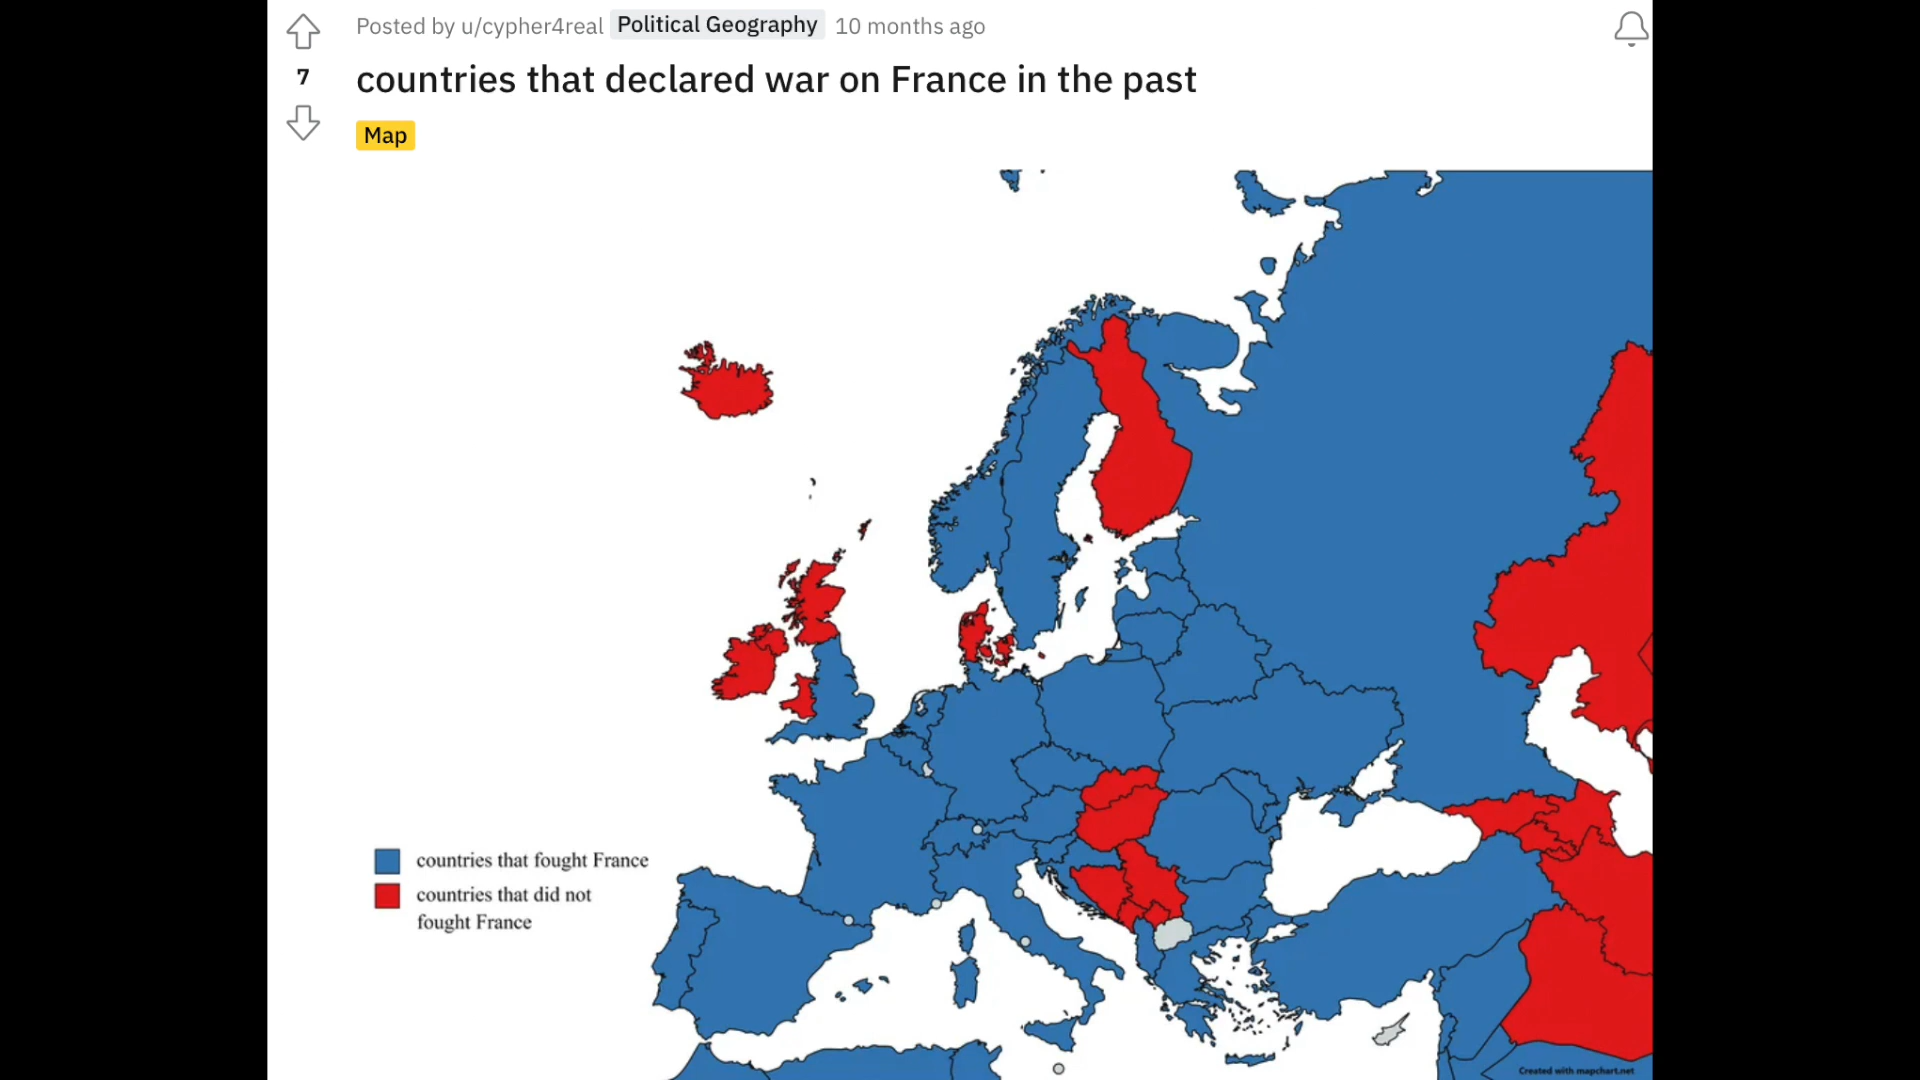 Posted by u/cypher4real Political Geography 10 months ago
7
countries that declared war on France in the past
Map
countries that fought France
countries that did not
fought France
Created with mapchart.net